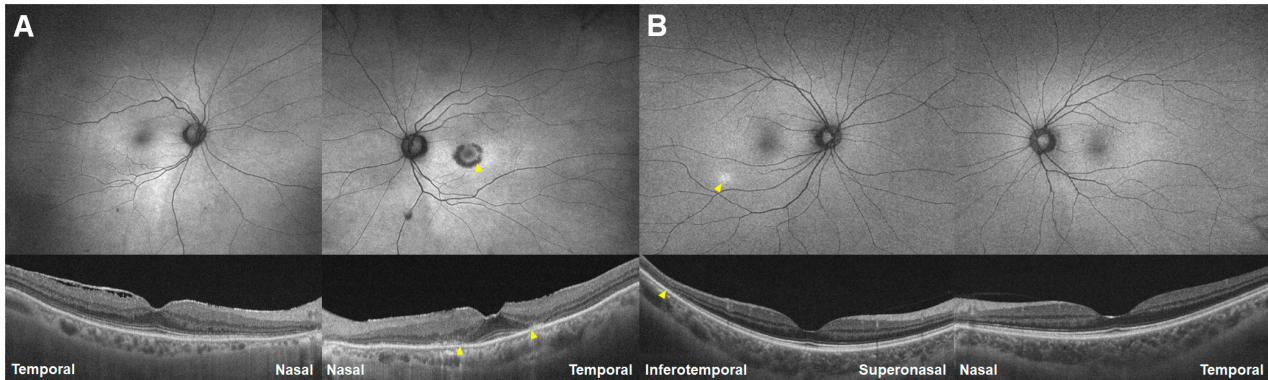 A
B
Temporal
Nasal
Nasal
Temporal
Inferotemporal
Superonasal
Nasal
Temporal